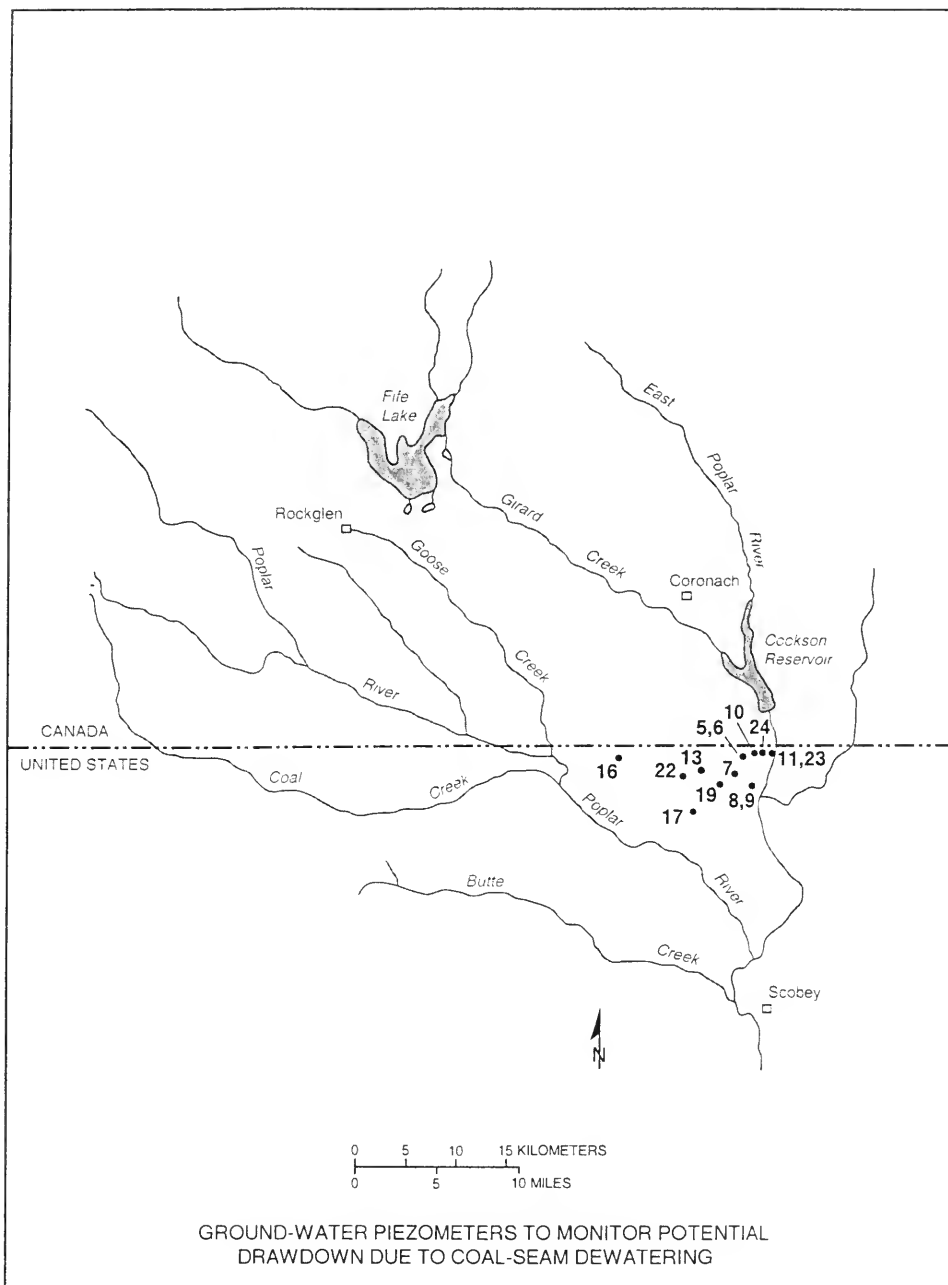 Fife
Lake
East
Poplar
River
Girard
Creek
Rockglen
Goose
Creek
Coronach
Poplar
River
Cookson
Reservoir
CANADA
UNITED STATES
10
5,6
24
11,23
16
22
13
7
19
8,9
17
Coal
Creek
Poplar
River
Butte
Creek
Scobey
N
0 5 10 15 KILOMETERS
0 5 10 MILES
GROUND-WATER PIEZOMETERS TO MONITOR POTENTIAL
DRAWDOWN DUE TO COAL-SEAM DEWATERING